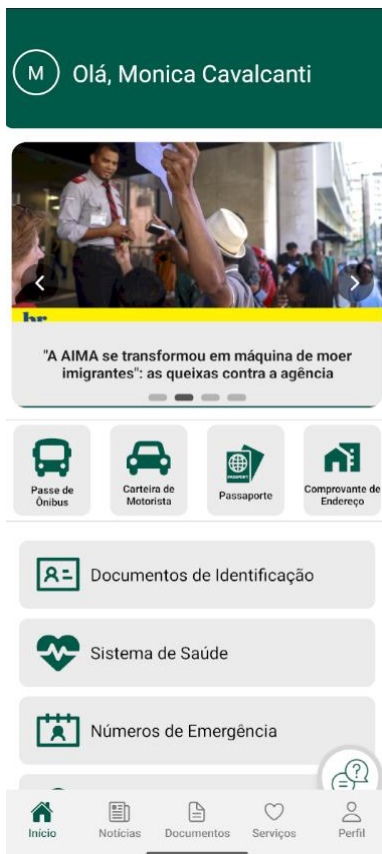 M Olá, Monica Cavalcanti
br
"A AIMA se transformou em máquina de moer
imigrantes": as queixas contra a agência
PASSPORT
Passe de
Ônibus
Carteira de
Motorista
Passaporte
Comprovante de
Endereço
Documentos de Identificação
Sistema de Saúde
Números de Emergência
Início
Notícias
Documentos
Serviços
Perfil